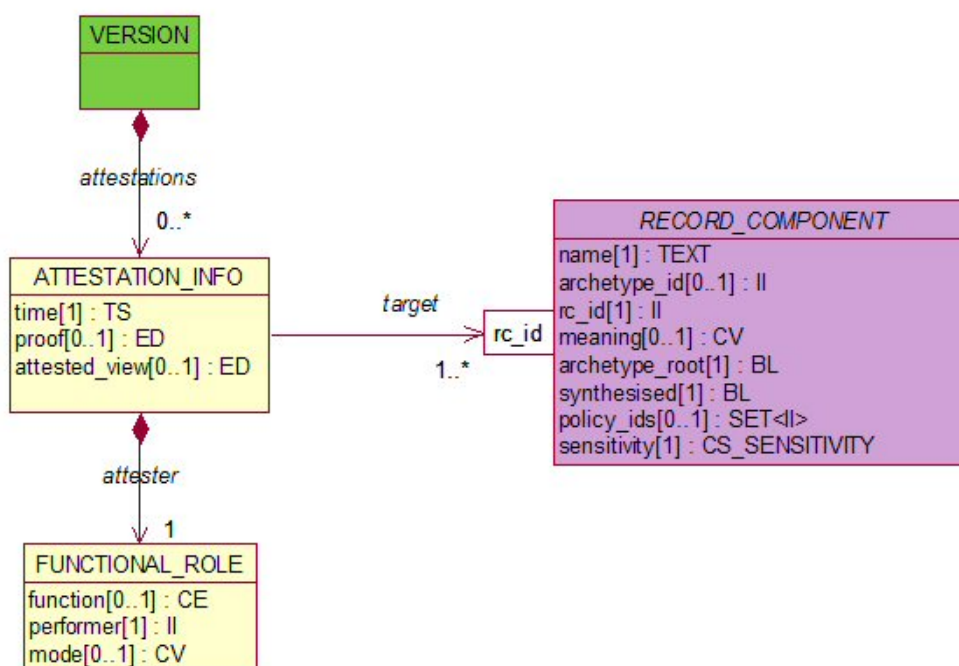 VERSION
attestations
0..*
ATTESTATION_INFO
time[1] : TS
proof[0..1] : ED
attested_view[0..1] : ED
target
1..*
rc_id
RECORD_COMPONENT
name[1] : TEXT
archetype_id[0..1] : II
rc_id[1] : II
meaning[0..1] : CV
archetype_root[1] : BL
synthesised[1] : BL
policy_ids[0..1] : SET<II>
sensitivity[1] : CS_SENSITIVITY
attester
1
FUNCTIONAL_ROLE
function[0..1] : CE
performer[1] : II
mode[0..1] : CV